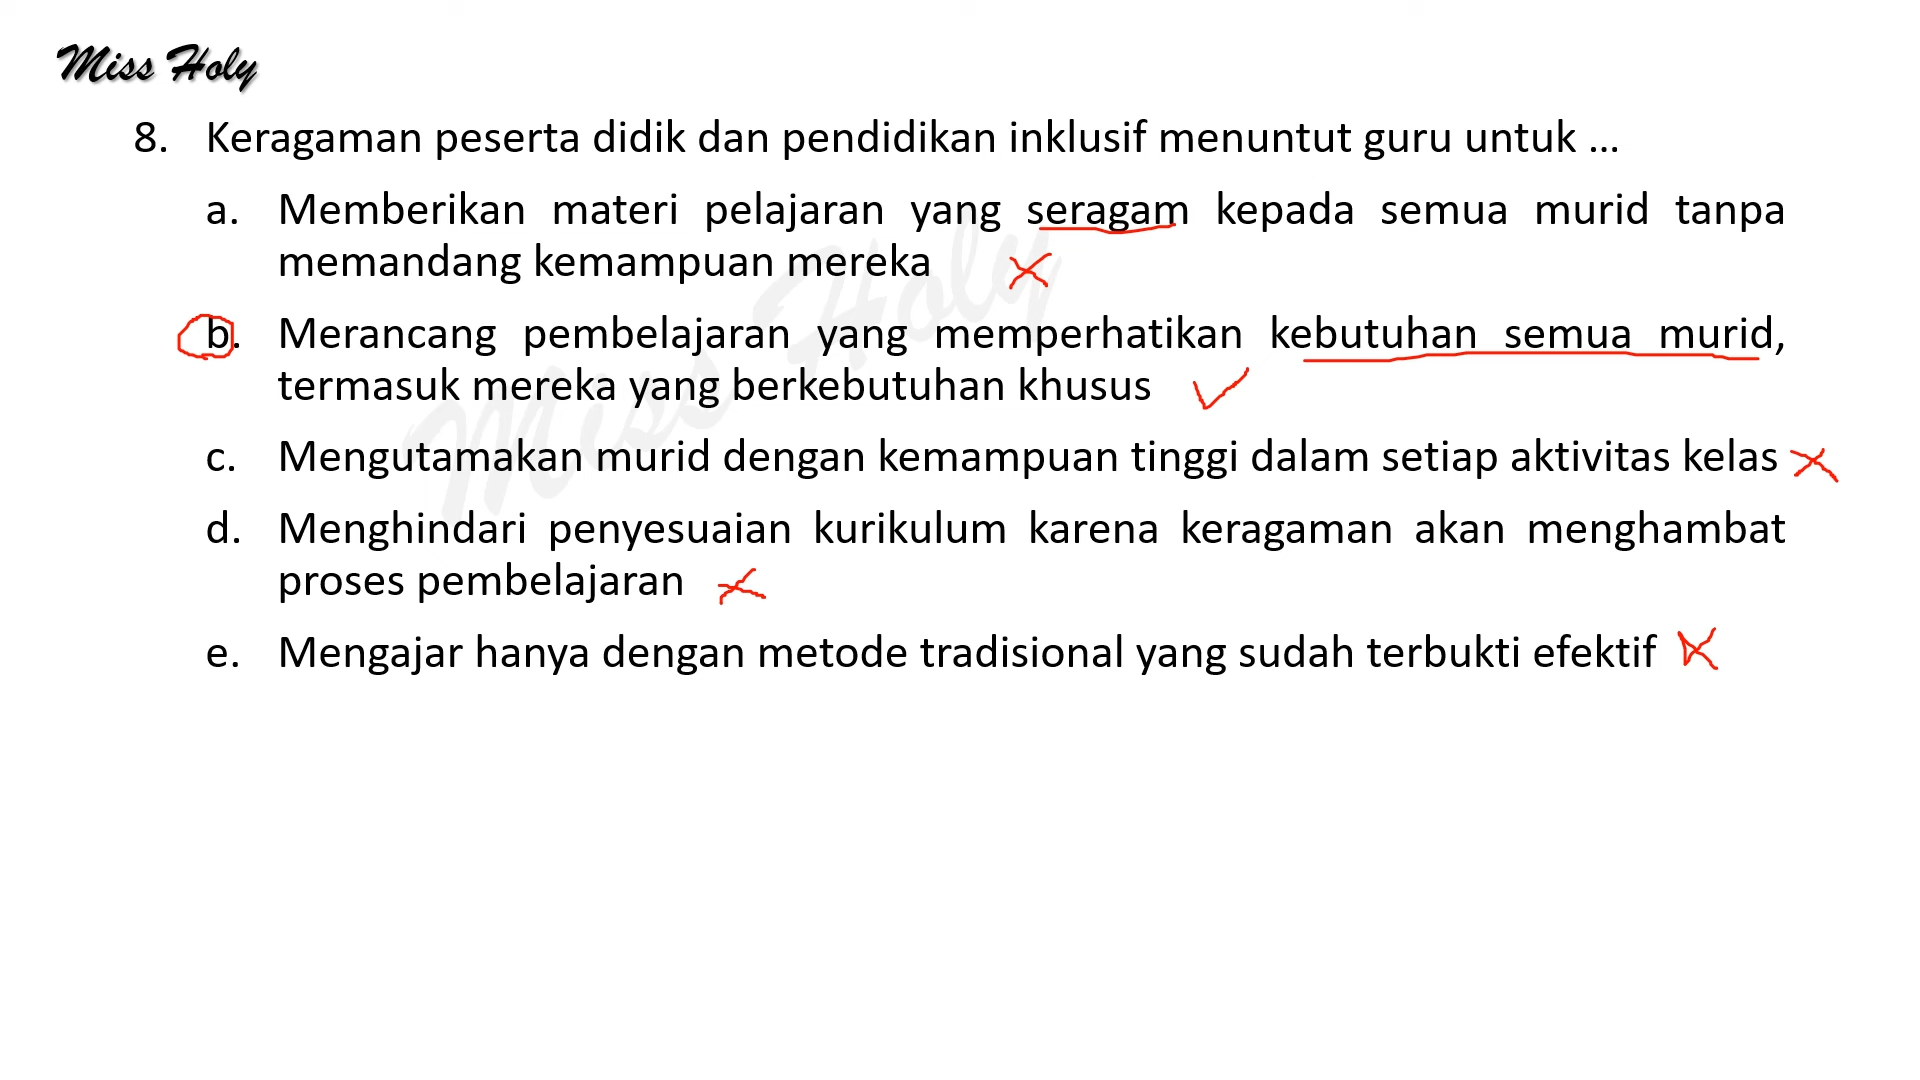 Miss Holy
8. Keragaman peserta didik dan pendidikan inklusif menuntut guru untuk ...
a. Memberikan materi pelajaran yang seragam kepada semua murid tanpa
memandang kemampuan mereka
b. Merancang pembelajaran yang memperhatikan kebutuhan semua murid,
termasuk mereka yang berkebutuhan khusus
c. Mengutamakan murid dengan kemampuan tinggi dalam setiap aktivitas kelas
d. Menghindari penyesuaian kurikulum karena keragaman akan menghambat
proses pembelajaran
e. Mengajar hanya dengan metode tradisional yang sudah terbukti efektif
Miss Holy